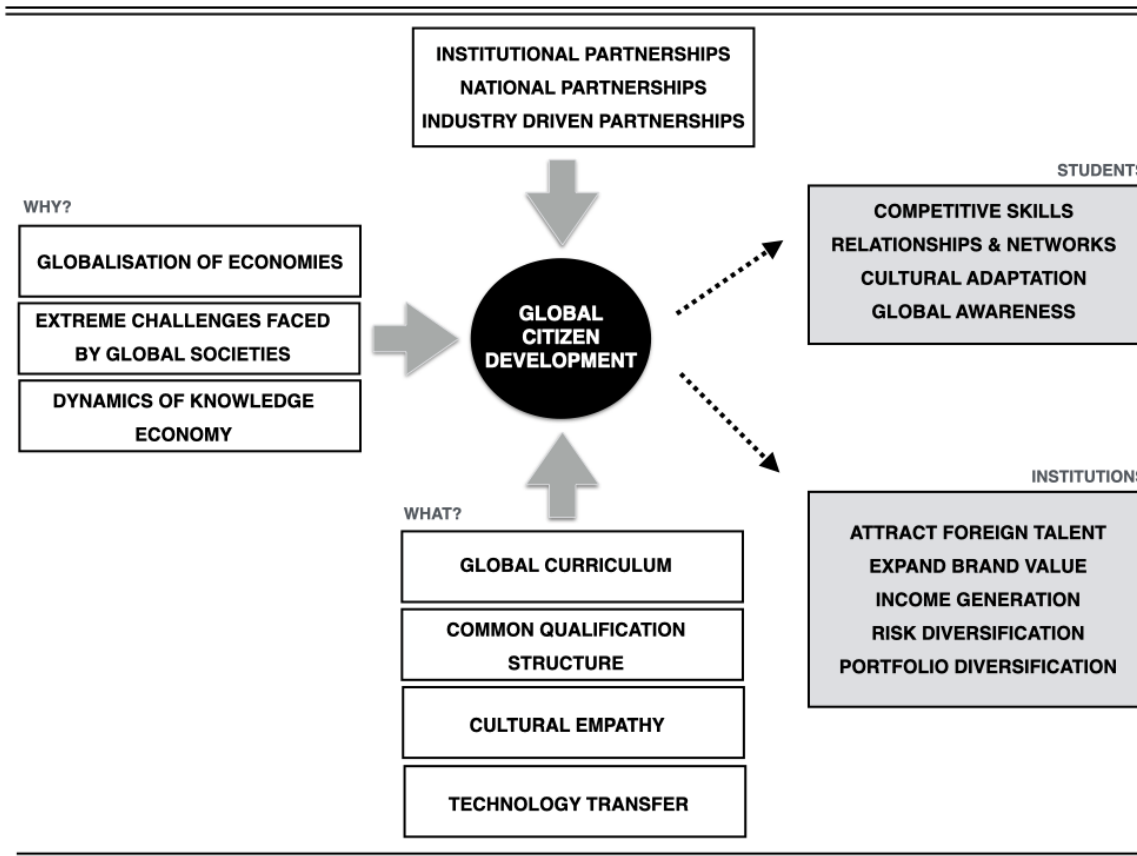 INSTITUTIONAL PARTNERSHIPS
NATIONAL PARTNERSHIPS
INDUSTRY DRIVEN PARTNERSHIPS
WHY?
GLOBALISATION OF ECONOMIES
EXTREME CHALLENGES FACED
BY GLOBAL SOCIETIES
DYNAMICS OF KNOWLEDGE
ECONOMY
GLOBAL
CITIZEN
DEVELOPMENT
WHAT?
GLOBAL CURRICULUM
COMMON QUALIFICATION
STRUCTURE
CULTURAL EMPATHY
TECHNOLOGY TRANSFER
STUDENTS
COMPETITIVE SKILLS
RELATIONSHIPS & NETWORKS
CULTURAL ADAPTATION
GLOBAL AWARENESS
INSTITUTIONS
ATTRACT FOREIGN TALENT
EXPAND BRAND VALUE
INCOME GENERATION
RISK DIVERSIFICATION
PORTFOLIO DIVERSIFICATION